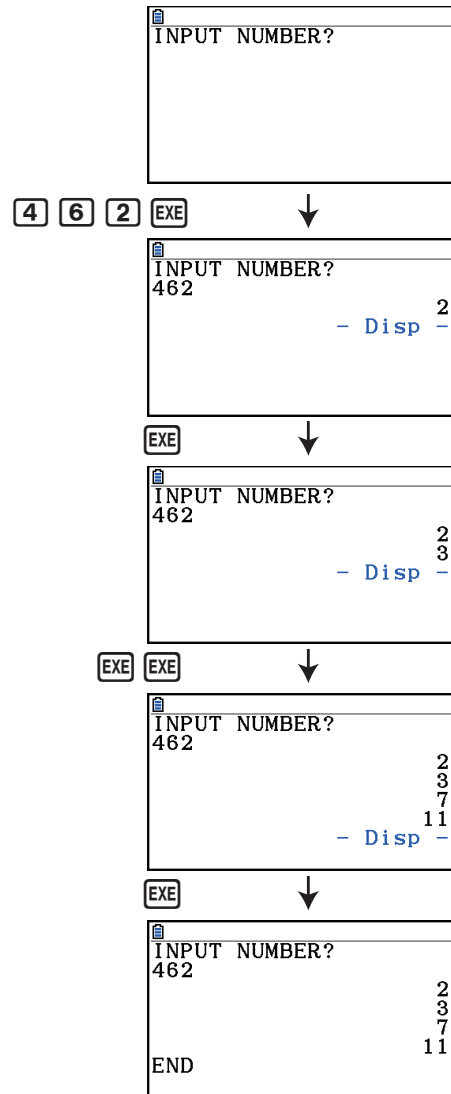 INPUT NUMBER?
4 6 2 EXE
INPUT NUMBER?
462
2
- Disp -
EXE
INPUT NUMBER?
462
2
3
- Disp -
EXE EXE
INPUT NUMBER?
462
2
3
7
11
- Disp -
EXE
INPUT NUMBER?
462
2
3
7
11
END